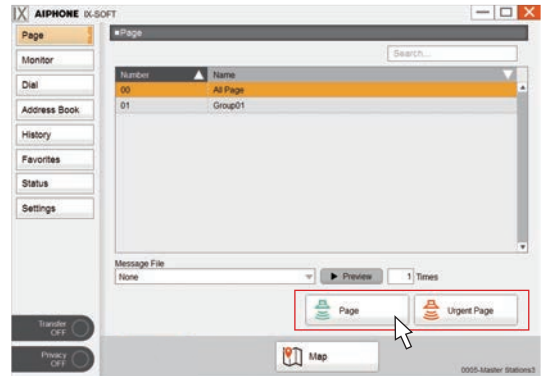 IX AIPHONE IX-SOFT
Page
Monitor
Dial
Address Book
History
Favorites
Status
Settings
Transfer
OFF
Privacy
OFF
■Page
Search...
Number Name
00 All Page
01 Group01
Message File
None Preview 1 Times
Page Urgent Page
Map
0005-Master Stations3